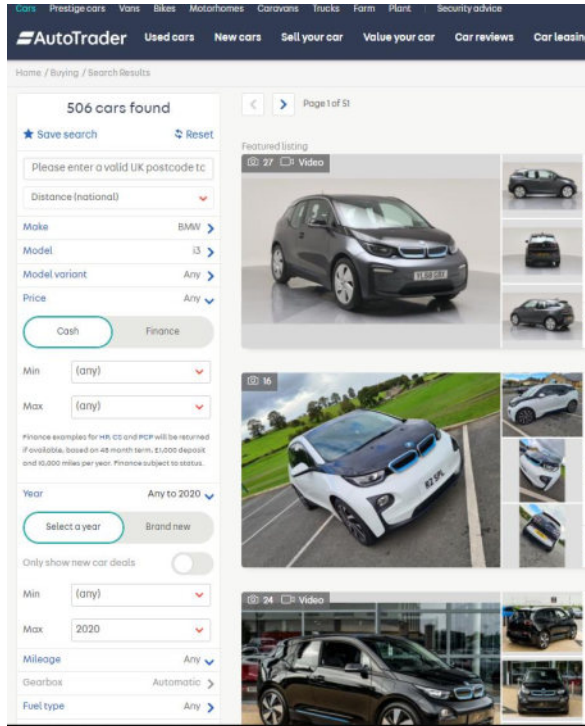 Cars Prestige cars Vans Bikes Motorhomes Caravans Trucks Farm Plant Security advice
AutoTrader Used cars New cars Sell your car Value your car Car reviews Car leasin
Home / Buying / Search Results
506 cars found
Save search Reset
Please enter a valid UK postcode to
Distance (national)
Make BMW
Model i3
Model variant Any
Price Any
Cash Finance
Min (any)
Max (any)
Finance examples for HP, CS and PCP will be returned
if available, based on 48 month term, £1,000 deposit
and 10,000 miles per year. Finance subject to status.
Year Any to 2020
Select a year Brand new
Only show new car deals
Min (any)
Max 2020
Mileage Any
Gearbox Automatic
Fuel type Any
Page 1 of 51
Featured listing
27 Video
16
24 Video